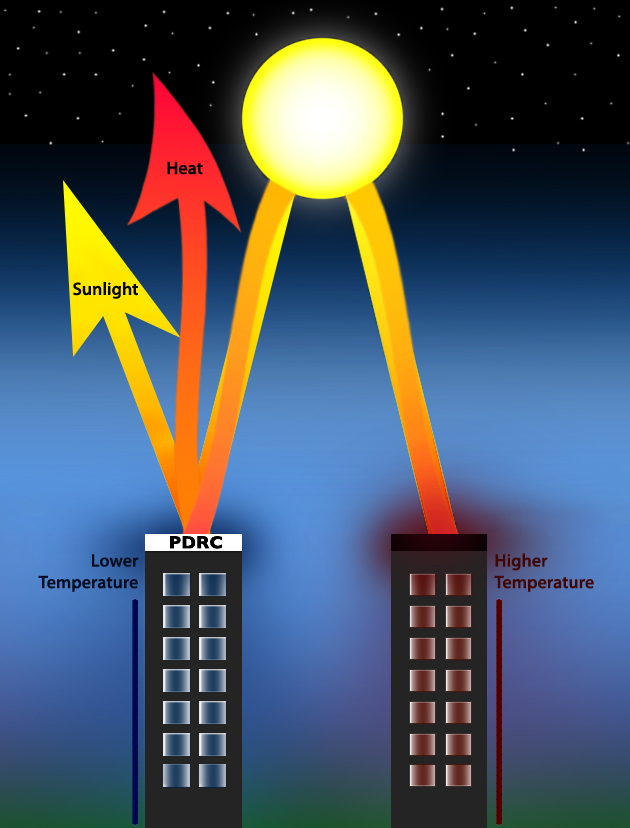 Heat
Sunlight
PDRC
Lower
Temperature
Higher
Temperature